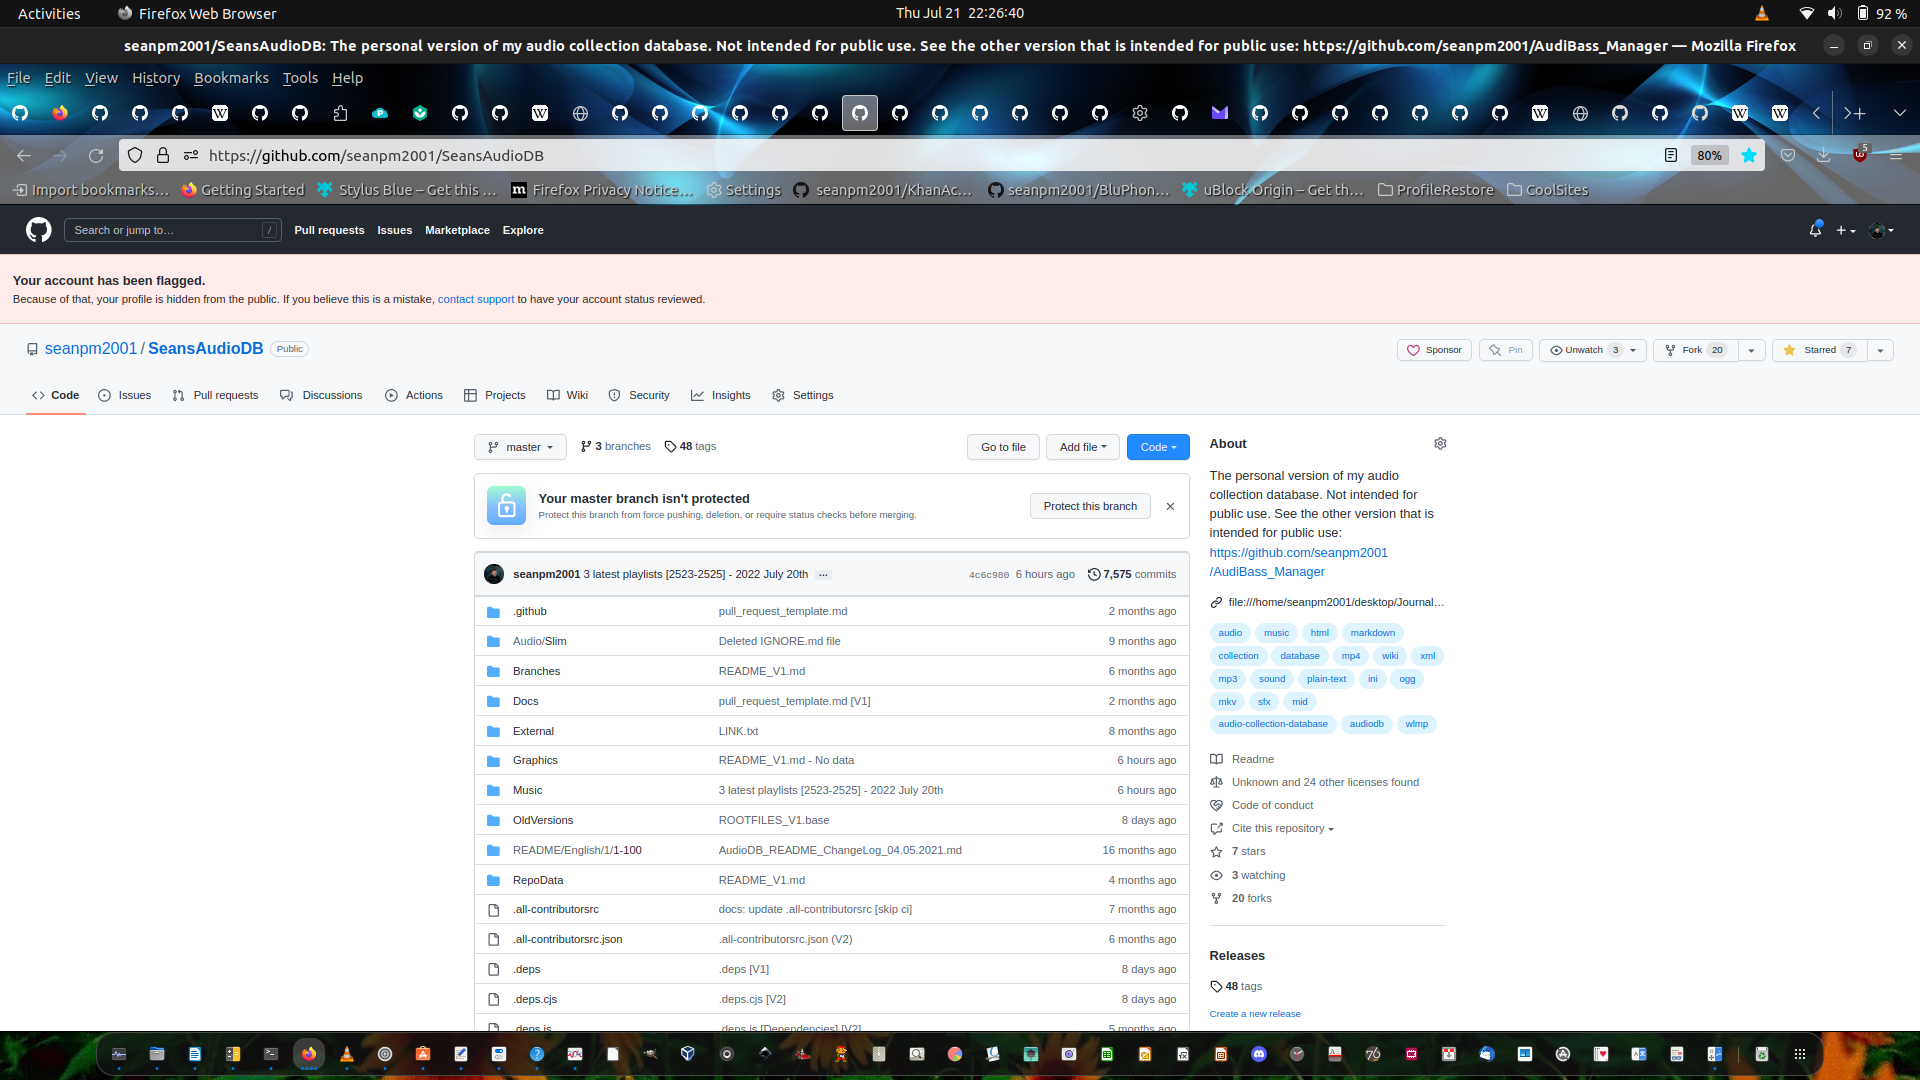 Activities
Firefox Web Browser
Thu Jul 21 22:26:40
92 %
seanpm2001/SeansAudioDB: The personal version of my audio collection database. Not intended for public use. See the other version that is intended for public use: https://github.com/seanpm2001/AudiBass_Manager — Mozilla Firefox
File Edit View History Bookmarks Tools Help
https://github.com/seanpm2001/SeansAudioDB
80%
5
Import bookmarks…
Getting Started
Stylus Blue – Get this …
Firefox Privacy Notice…
Settings
seanpm2001/KhanAc…
seanpm2001/BluPhon…
uBlock Origin – Get th…
ProfileRestore
CoolSites
Search or jump to…
/
Pull requests
Issues
Marketplace
Explore
Your account has been flagged.
Because of that, your profile is hidden from the public. If you believe this is a mistake, contact support to have your account status reviewed.
seanpm2001 / SeansAudioDB
Public
Sponsor
Pin
Unwatch 3
Fork 20
Starred 7
Code
Issues
Pull requests
Discussions
Actions
Projects
Wiki
Security
Insights
Settings
master
3 branches
48 tags
Go to file
Add file
Code
Your master branch isn't protected
Protect this branch from force pushing, deletion, or require status checks before merging.
Protect this branch
seanpm2001 3 latest playlists [2523-2525] - 2022 July 20th ...
4c6c980 6 hours ago
7,575 commits
.github pull_request_template.md 2 months ago
Audio/Slim Deleted IGNORE.md file 9 months ago
Branches README_V1.md 6 months ago
Docs pull_request_template.md [V1] 2 months ago
External LINK.txt 8 months ago
Graphics README_V1.md - No data 6 hours ago
Music 3 latest playlists [2523-2525] - 2022 July 20th 6 hours ago
OldVersions ROOTFILES_V1.base 8 days ago
README/English/1/1-100 AudioDB_README_ChangeLog_04.05.2021.md 16 months ago
RepoData README_V1.md 4 months ago
.all-contributorsrc docs: update .all-contributorsrc [skip ci] 7 months ago
.all-contributorsrc.json .all-contributorsrc.json (V2) 6 months ago
.deps .deps [V1] 8 days ago
.deps.cjs .deps.cjs [V2] 8 days ago
.deps.js .deps.js [Dependencies] [V2] 5 months ago
About
The personal version of my audio
collection database. Not intended for
public use. See the other version that is
intended for public use:
https://github.com/seanpm2001
/AudiBass_Manager
file:///home/seanpm2001/desktop/Journal…
audio music html markdown
collection database mp4 wiki xml
mp3 sound plain-text ini ogg
mkv sfx mid
audio-collection-database audiodb wlmp
Readme
Unknown and 24 other licenses found
Code of conduct
Cite this repository
7 stars
3 watching
20 forks
Releases
48 tags
Create a new release